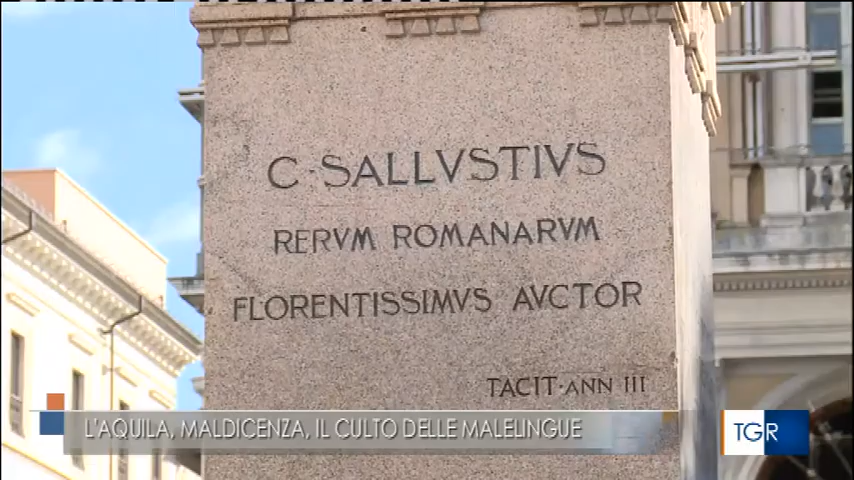 C · SALLVSTIVS
RERVM ROMANARVM
FLORENTISSIMVS AVCTOR
TACIT · ANN III
L'AQUILA, MALDICENZA, IL CULTO DELLE MALELINGUE
TGR